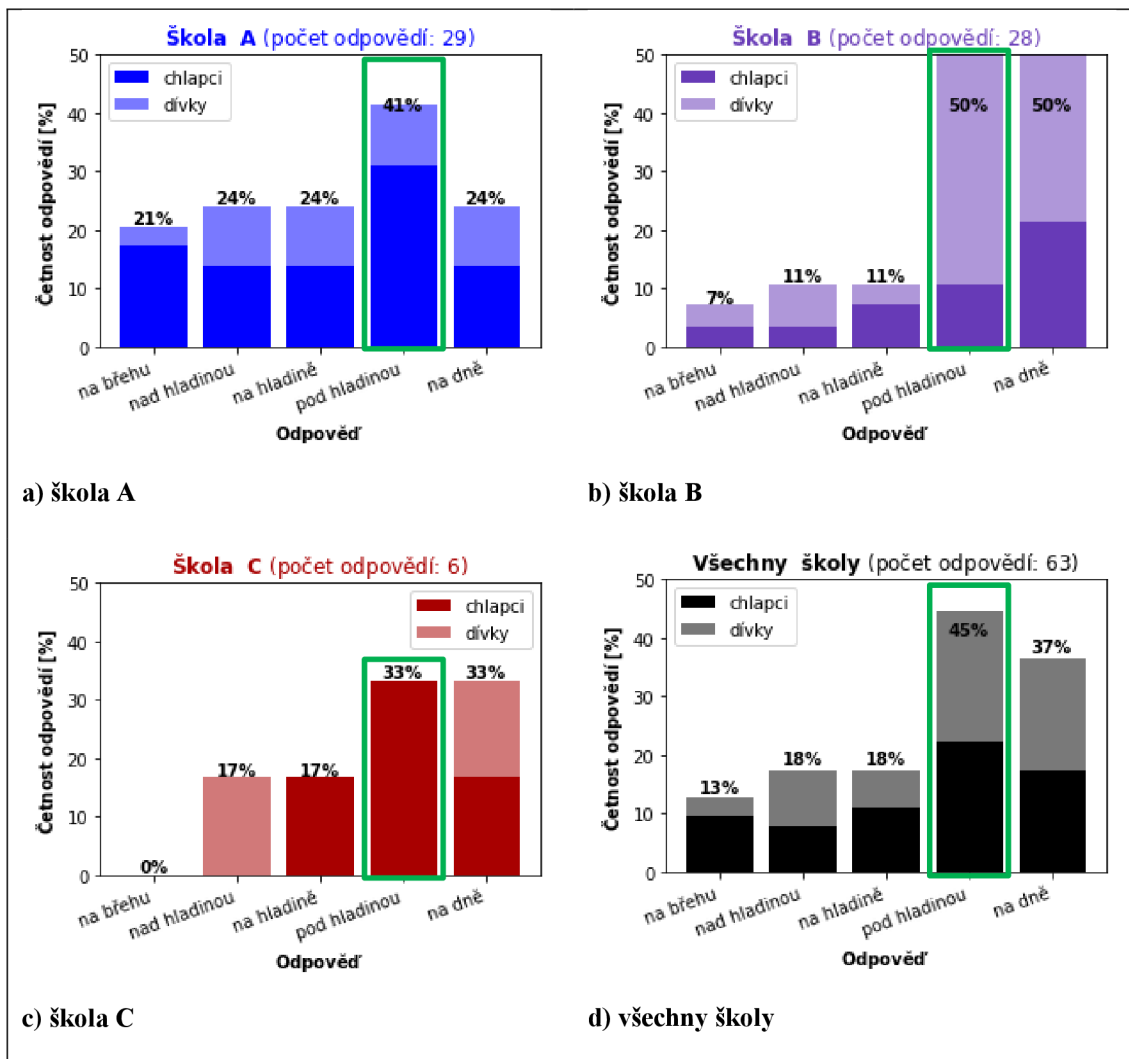 Škola A (počet odpovědí: 29)
Četnost odpovědí [%]
50
40
30
20
10
0
chlapci
dívky
21%
24%
24%
41%
24%
na břehu
nad hladinou
na hladině
pod hladinou
na dně
Odpověď
a) škola A
Škola B (počet odpovědí: 28)
Četnost odpovědí [%]
50
40
30
20
10
0
chlapci
dívky
7%
11%
11%
50%
50%
na břehu
nad hladinou
na hladině
pod hladinou
na dně
Odpověď
b) škola B
Škola C (počet odpovědí: 6)
Četnost odpovědí [%]
50
40
30
20
10
0
chlapci
dívky
0%
17%
17%
33%
33%
na břehu
nad hladinou
na hladině
pod hladinou
na dně
Odpověď
c) škola C
Všechny školy (počet odpovědí: 63)
Četnost odpovědí [%]
50
40
30
20
10
0
chlapci
dívky
13%
18%
18%
45%
37%
na břehu
nad hladinou
na hladině
pod hladinou
na dně
Odpověď
d) všechny školy